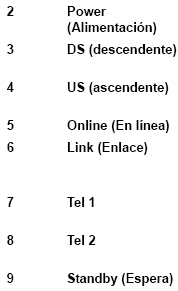 2 Power
(Alimentación)
3 DS (descendente)
4 US (ascendente)
5 Online (En línea)
6 Link (Enlace)
7 Tel 1
8 Tel 2
9 Standby (Espera)